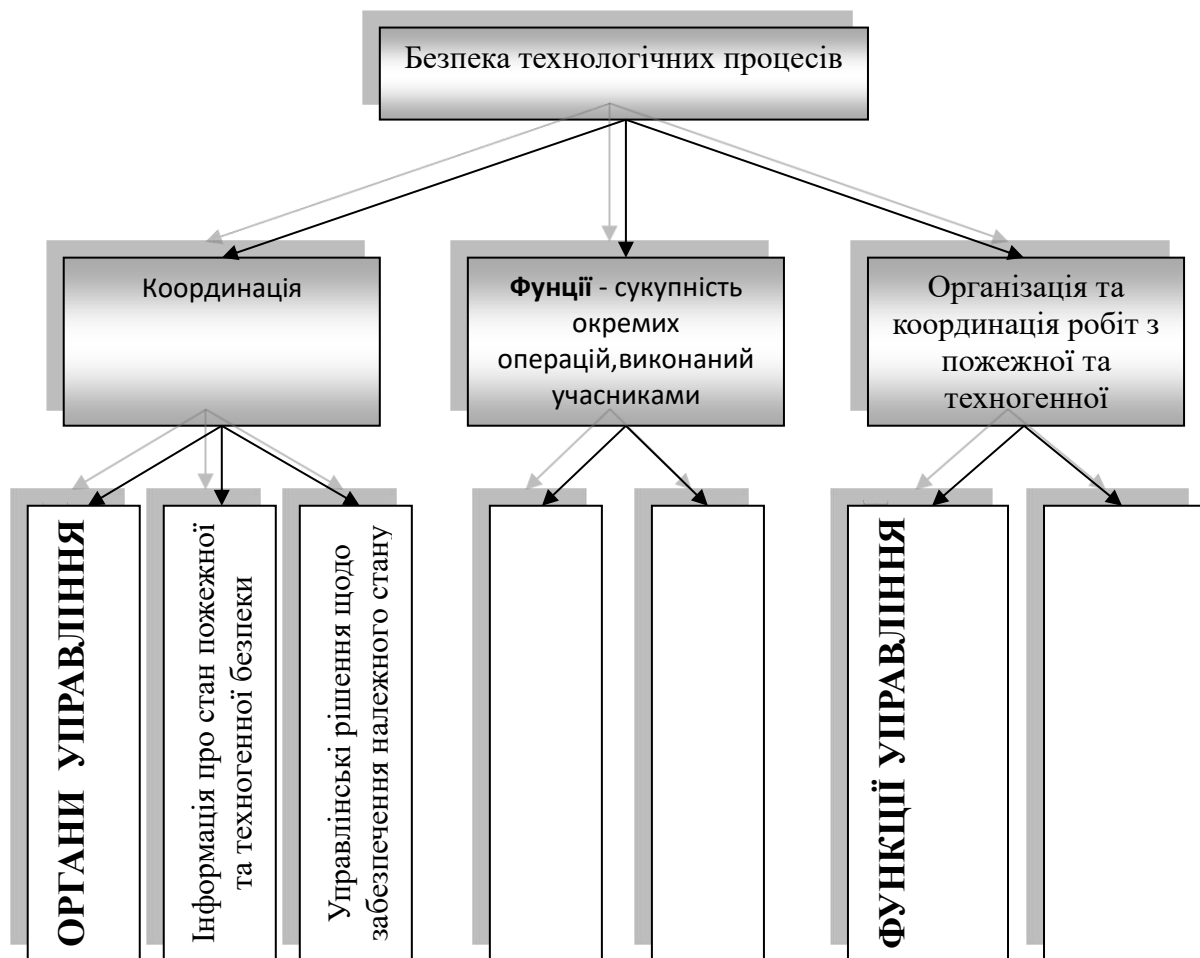 Безпека технологічних процесів
Координація
Фунції - сукупність
окремих
операцій,виконаний
учасниками
Організація та
координація робіт з
пожежної та
техногенної
ОРГАНИ УПРАВЛІННЯ
Інформація про стан пожежної
та техногенної безпеки
Управлінські рішення щодо
забезпечення належного стану
ФУНКЦІЇ УПРАВЛІННЯ